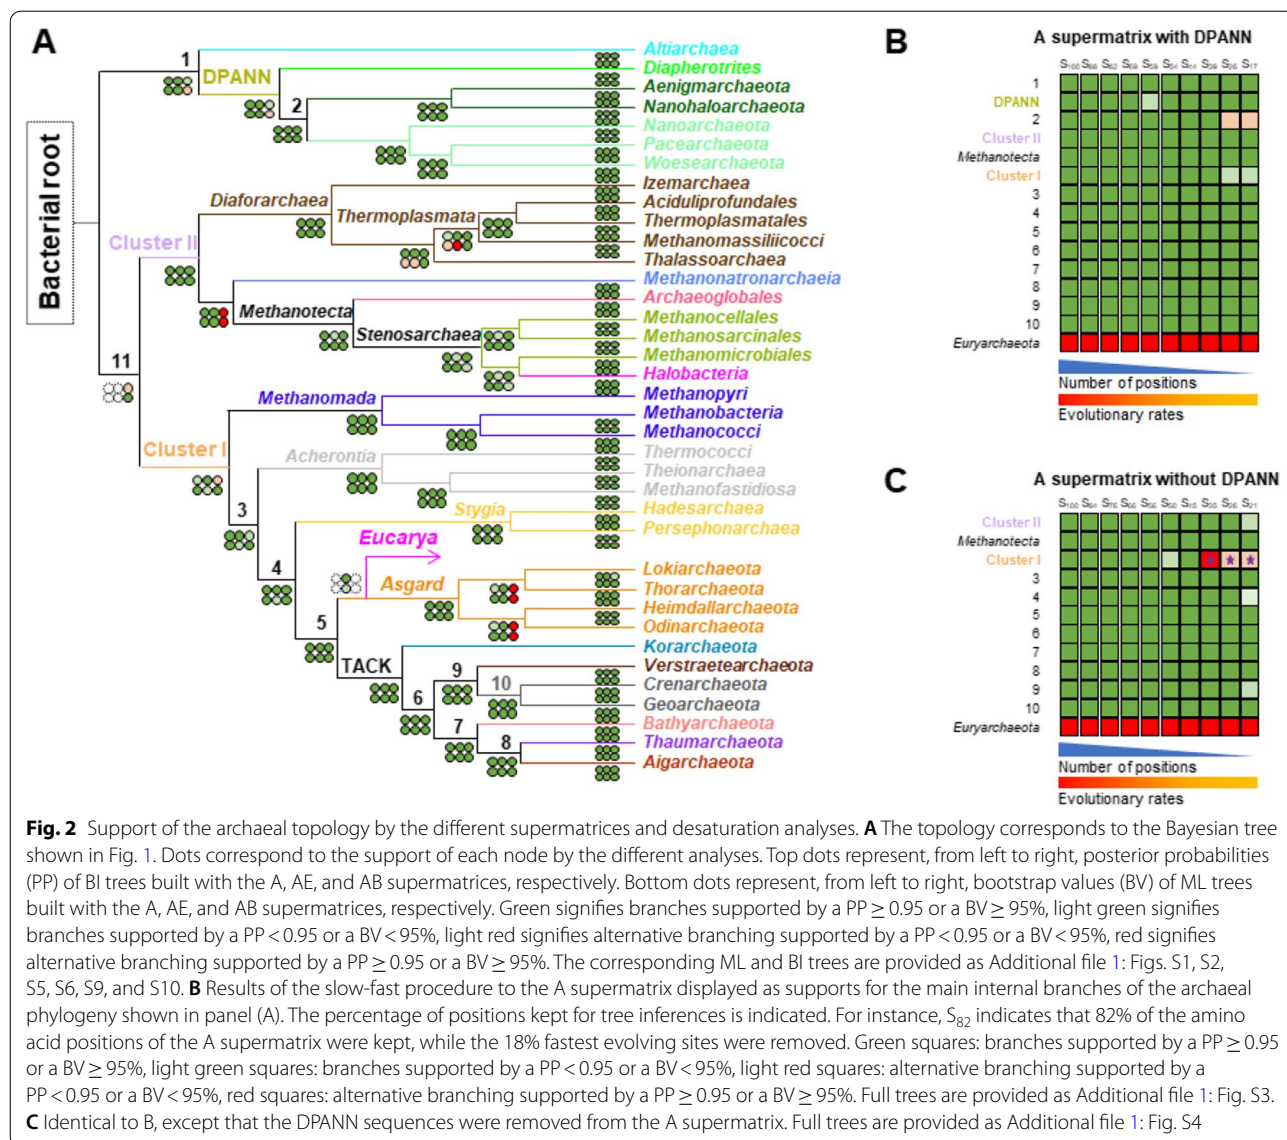 A
Bacterial root
1
DPANN
2
Altiarchaea
Diapherotrites
Aenigmarchaeota
Nanohaloarchaeota
Nanoarchaeota
Pacearchaeota
Woesearchaeota
Diaforarchaea
Thermoplasmata
Izemarchaea
Aciduliprofundales
Thermoplasmatales
Methanomassiliicocci
Thalassoarchaea
Cluster II
Methanotecta
Stenosarchaea
Methanonatronarchaeia
Archaeoglobales
Methanocellales
Methanosarcinales
Methanomicrobiales
Halobacteria
11
Methanomada
Methanopyri
Methanobacteria
Methanococci
Cluster I
Acherontia
Thermococci
Theionarchaea
Methanofastidiosa
3
Stygia
Hadesarchaea
Persephonarchaea
4
Eucarya
Asgard
Lokiarchaeota
Thorarchaeota
Heimdallarchaeota
Odinarchaeota
5
TACK
Korarchaeota
9
Verstraetearchaeota
10
Crenarchaeota
Geoarchaeota
6
7
Bathyarchaeota
8
Thaumarchaeota
Aigarchaeota
B
A supermatrix with DPANN
1
DPANN
2
Cluster II
Methanotecta
Cluster I
3
4
5
6
7
8
9
10
Euryarchaeota
Number of positions
Evolutionary rates
C
A supermatrix without DPANN
Cluster II
Methanotecta
Cluster I
3
4
5
6
7
8
9
10
Euryarchaeota
Number of positions
Evolutionary rates
Fig. 2 Support of the archaeal topology by the different supermatrices and desaturation analyses. A The topology corresponds to the Bayesian tree
shown in Fig. 1. Dots correspond to the support of each node by the different analyses. Top dots represent, from left to right, posterior probabilities
(PP) of BI trees built with the A, AE, and AB supermatrices, respectively. Bottom dots represent, from left to right, bootstrap values (BV) of ML trees
built with the A, AE, and AB supermatrices, respectively. Green signifies branches supported by a PP ≥ 0.95 or a BV ≥ 95%, light green signifies
branches supported by a PP < 0.95 or a BV < 95%, light red signifies alternative branching supported by a PP < 0.95 or a BV < 95%, red signifies
alternative branching supported by a PP ≥ 0.95 or a BV ≥ 95%. The corresponding ML and BI trees are provided as Additional file 1: Figs. S1, S2,
S5, S6, S9, and S10. B Results of the slow-fast procedure to the A supermatrix displayed as supports for the main internal branches of the archaeal
phylogeny shown in panel (A). The percentage of positions kept for tree inferences is indicated. For instance, S82 indicates that 82% of the amino
acid positions of the A supermatrix were kept, while the 18% fastest evolving sites were removed. Green squares: branches supported by a PP ≥ 0.95
or a BV ≥ 95%, light green squares: branches supported by a PP < 0.95 or a BV < 95%, light red squares: alternative branching supported by a
PP < 0.95 or a BV < 95%, red squares: alternative branching supported by a PP ≥ 0.95 or a BV ≥ 95%. Full trees are provided as Additional file 1: Fig. S3.
C Identical to B, except that the DPANN sequences were removed from the A supermatrix. Full trees are provided as Additional file 1: Fig. S4